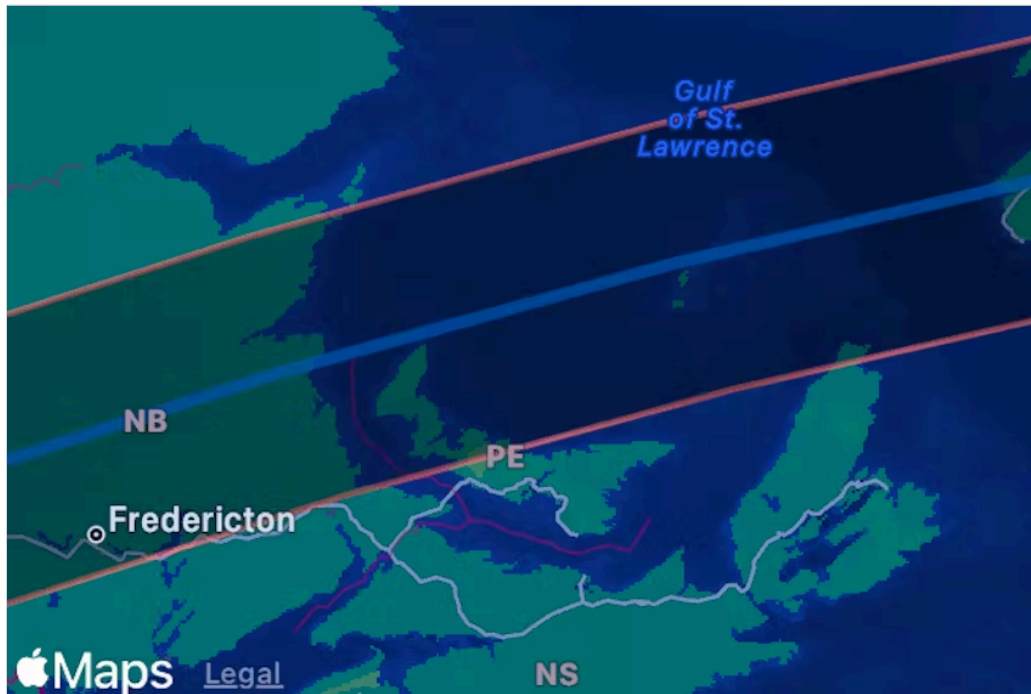 Gulf
of St.
Lawrence
NB
PE
Fredericton
Maps Legal
NS